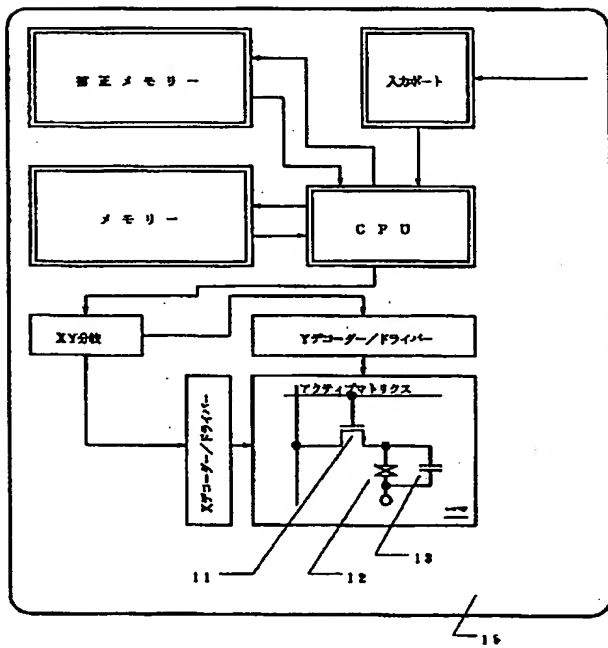 補正メモリー
入力ポート
メモリー
CPU
XY分岐
Yデコーダー/ドライバー
Xデコーダー/ドライバー
アクティブマトリクス
11
12
13
15